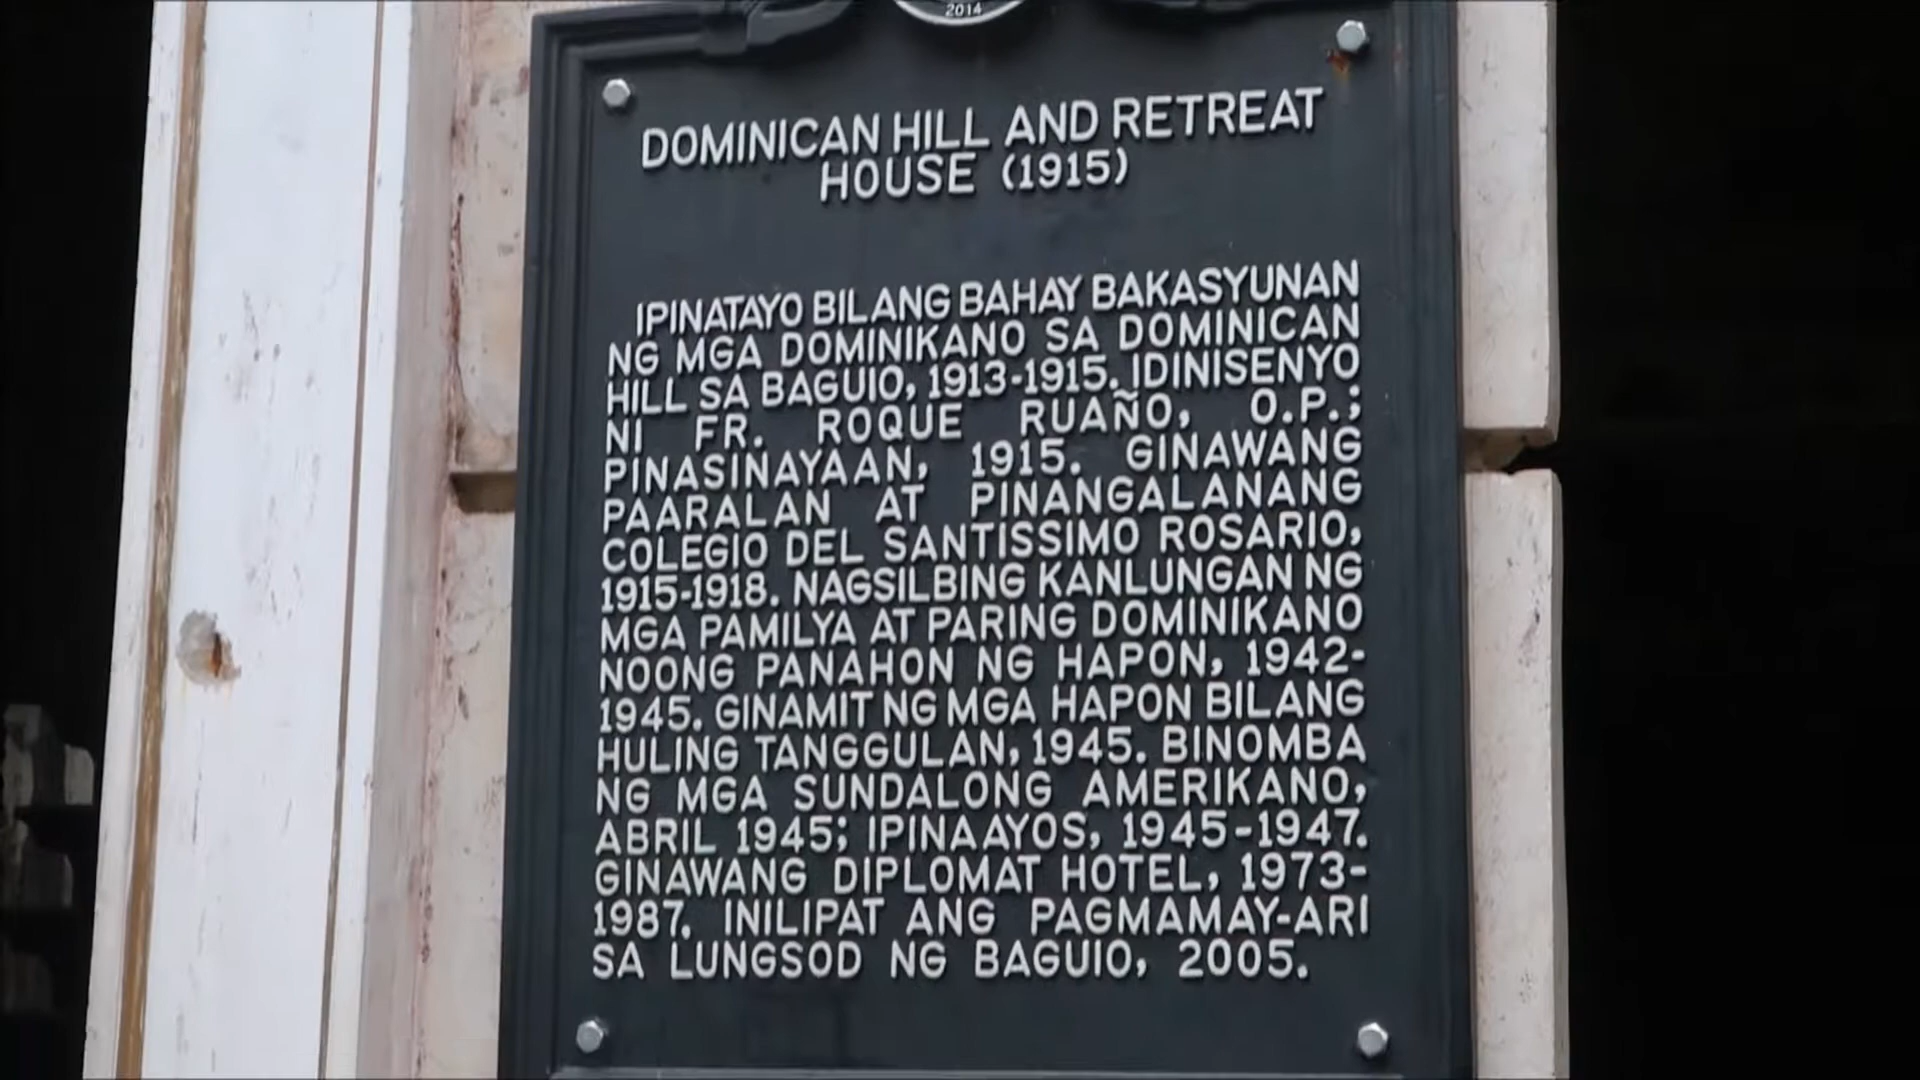 2014
DOMINICAN HILL AND RETREAT
HOUSE (1915)
IPINATAYO BILANG BAHAY BAKASYUNAN
NG MGA DOMINIKANO SA DOMINICAN
HILL SA BAGUIO, 1913-1915. IDINISENYO
NI FR. ROQUE RUAÑO, O.P.;
PINASINAYAAN, 1915. GINAWANG
PAARALAN AT PINANGALANANG
COLEGIO DEL SANTISSIMO ROSARIO,
1915-1918. NAGSILBING KANLUNGAN NG
MGA PAMILYA AT PARING DOMINIKANO
NOONG PANAHON NG HAPON, 1942-
1945. GINAMIT NG MGA HAPON BILANG
HULING TANGGULAN, 1945. BINOMBA
NG MGA SUNDALONG AMERIKANO,
ABRIL 1945; IPINAAYOS, 1945-1947.
GINAWANG DIPLOMAT HOTEL, 1973-
1987. INILIPAT ANG PAGMAMAY-ARI
SA LUNGSOD NG BAGUIO, 2005.